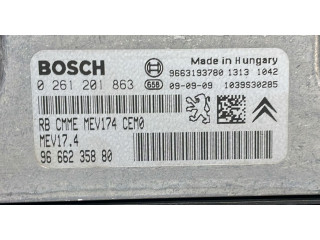 BOSCH
Made in Hungary
9663193780 1313 1042
0 261 201 863 658 09-09-09 1039S30285
RB CMME MEV174 CEM0
MEV17.4
96 662 358 80